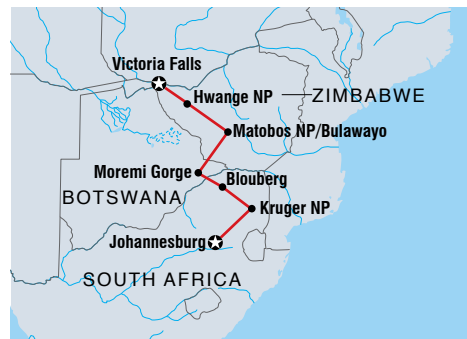 Victoria Falls
Hwange NP
ZIMBABWE
Matobos NP/Bulawayo
Moremi Gorge
Blouberg
BOTSWANA
Kruger NP
Johannesburg
SOUTH AFRICA